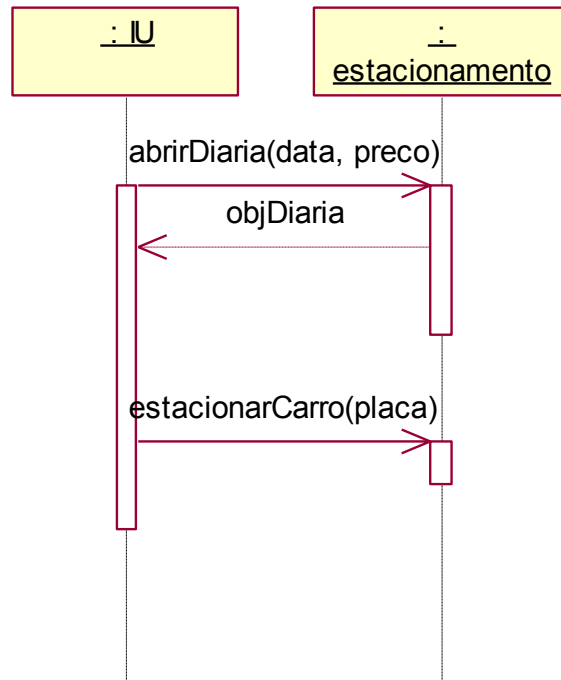 : IU
:
estacionamento
abrirDiaria(data, preco)
objDiaria
estacionarCarro(placa)